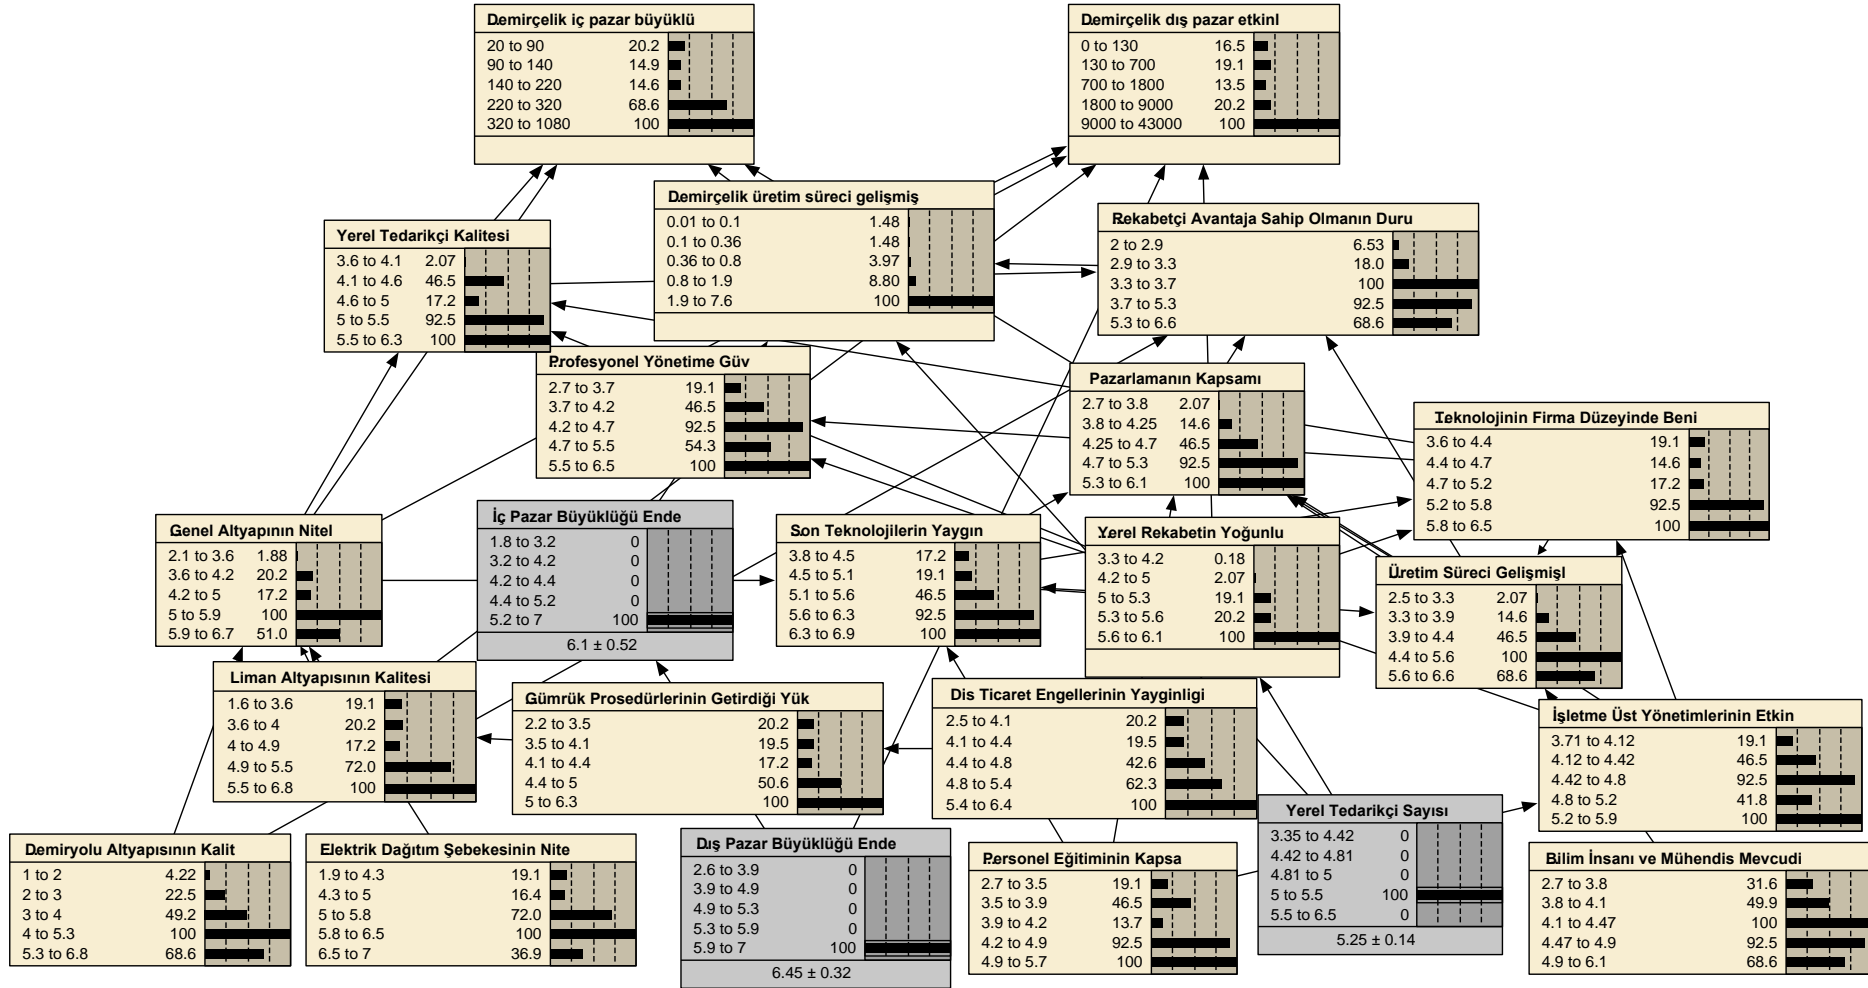 Demirçelik iç pazar büyüklü
20 to 90 20.2
90 to 140 14.9
140 to 220 14.6
220 to 320 68.6
320 to 1080 100
Demirçelik dış pazar etkinl
0 to 130 16.5
130 to 700 19.1
700 to 1800 13.5
1800 to 9000 20.2
9000 to 43000 100
Demirçelik üretim süreci gelişmiş
0.01 to 0.1 1.48
0.1 to 0.36 1.48
0.36 to 0.8 3.97
0.8 to 1.9 8.80
1.9 to 7.6 100
Rekabetçi Avantaja Sahip Olmanın Duru
2 to 2.9 6.53
2.9 to 3.3 18.0
3.3 to 3.7 100
3.7 to 5.3 92.5
5.3 to 6.6 68.6
Yerel Tedarikçi Kalitesi
3.6 to 4.1 2.07
4.1 to 4.6 46.5
4.6 to 5 17.2
5 to 5.5 92.5
5.5 to 6.3 100
Profesyonel Yönetime Güv
2.7 to 3.7 19.1
3.7 to 4.2 46.5
4.2 to 4.7 92.5
4.7 to 5.5 54.3
5.5 to 6.5 100
Pazarlamanın Kapsamı
2.7 to 3.8 2.07
3.8 to 4.25 14.6
4.25 to 4.7 46.5
4.7 to 5.3 92.5
5.3 to 6.1 100
Teknolojinin Firma Düzeyinde Beni
3.6 to 4.4 19.1
4.4 to 4.7 14.6
4.7 to 5.2 17.2
5.2 to 5.8 92.5
5.8 to 6.5 100
Genel Altyapının Nitel
2.1 to 3.6 1.88
3.6 to 4.2 20.2
4.2 to 5 17.2
5 to 5.9 100
5.9 to 6.7 51.0
İç Pazar Büyüklüğü Ende
1.8 to 3.2 0
3.2 to 4.2 0
4.2 to 4.4 0
4.4 to 5.2 0
5.2 to 7 100
6.1 ± 0.52
Son Teknolojilerin Yaygın
3.8 to 4.5 17.2
4.5 to 5.1 19.1
5.1 to 5.6 46.5
5.6 to 6.3 92.5
6.3 to 6.9 100
Yerel Rekabetin Yoğunlu
3.3 to 4.2 0.18
4.2 to 5 2.07
5 to 5.3 19.1
5.3 to 5.6 20.2
5.6 to 6.1 100
Üretim Süreci Gelişmişl
2.5 to 3.3 2.07
3.3 to 3.9 14.6
3.9 to 4.4 46.5
4.4 to 5.6 100
5.6 to 6.6 68.6
Liman Altyapısının Kalitesi
1.6 to 3.6 19.1
3.6 to 4 20.2
4 to 4.9 17.2
4.9 to 5.5 72.0
5.5 to 6.8 100
Gümrük Prosedürlerinin Getirdiği Yük
2.2 to 3.5 20.2
3.5 to 4.1 19.5
4.1 to 4.4 17.2
4.4 to 5 50.6
5 to 6.3 100
Dis Ticaret Engellerinin Yayginligi
2.5 to 4.1 20.2
4.1 to 4.4 19.5
4.4 to 4.8 42.6
4.8 to 5.4 62.3
5.4 to 6.4 100
İşletme Üst Yönetimlerinin Etkin
3.71 to 4.12 19.1
4.12 to 4.42 46.5
4.42 to 4.8 92.5
4.8 to 5.2 41.8
5.2 to 5.9 100
Yerel Tedarikçi Sayısı
3.35 to 4.42 0
4.42 to 4.81 0
4.81 to 5 0
5 to 5.5 100
5.5 to 6.5 0
5.25 ± 0.14
Demiryolu Altyapısının Kalit
1 to 2 4.22
2 to 3 22.5
3 to 4 49.2
4 to 5.3 100
5.3 to 6.8 68.6
Elektrik Dağıtım Şebekesinin Nite
1.9 to 4.3 19.1
4.3 to 5 16.4
5 to 5.8 72.0
5.8 to 6.5 100
6.5 to 7 36.9
Dış Pazar Büyüklüğü Ende
2.6 to 3.9 0
3.9 to 4.9 0
4.9 to 5.3 0
5.3 to 5.9 0
5.9 to 7 100
6.45 ± 0.32
Personel Eğitiminin Kapsa
2.7 to 3.5 19.1
3.5 to 3.9 46.5
3.9 to 4.2 13.7
4.2 to 4.9 92.5
4.9 to 5.7 100
Bilim İnsanı ve Mühendis Mevcudi
2.7 to 3.8 31.6
3.8 to 4.1 49.9
4.1 to 4.47 100
4.47 to 4.9 92.5
4.9 to 6.1 68.6